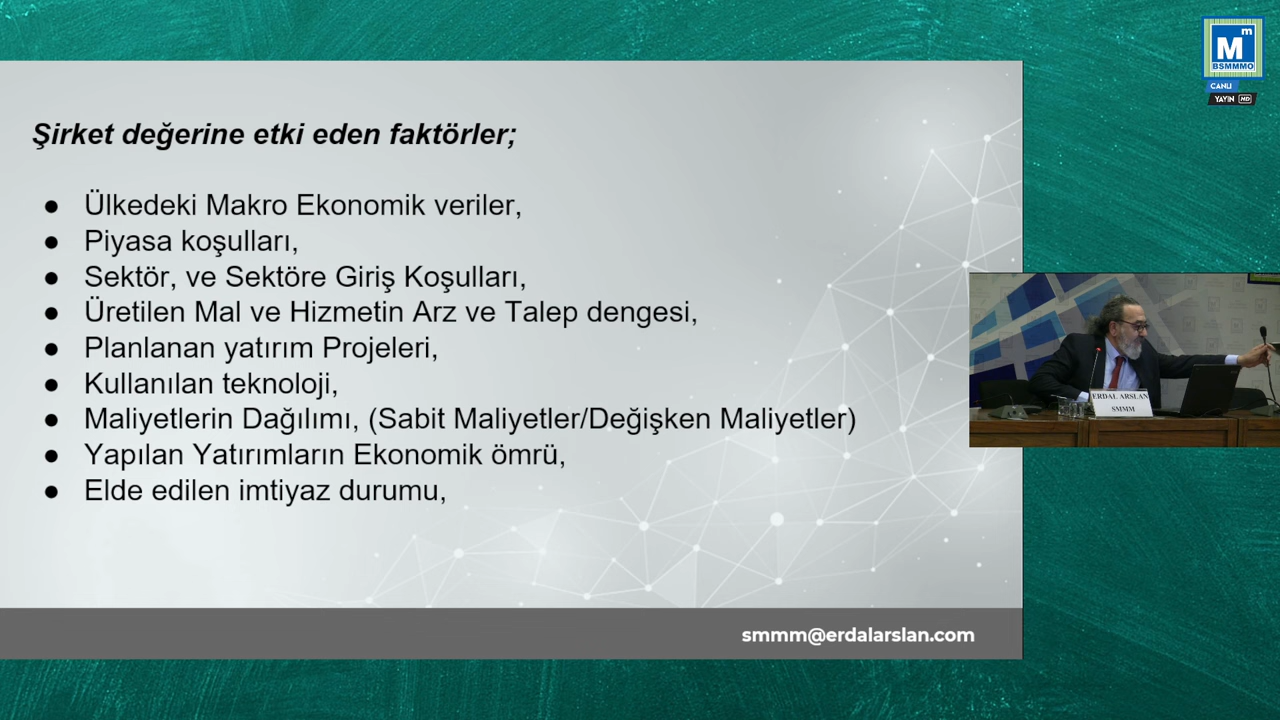 M m
BSMMMO
CANLI
YAYIN HD
Şirket değerine etki eden faktörler;
● Ülkedeki Makro Ekonomik veriler,
● Piyasa koşulları,
● Sektör, ve Sektöre Giriş Koşulları,
● Üretilen Mal ve Hizmetin Arz ve Talep dengesi,
● Planlanan yatırım Projeleri,
● Kullanılan teknoloji,
● Maliyetlerin Dağılımı, (Sabit Maliyetler/Değişken Maliyetler)
● Yapılan Yatırımların Ekonomik ömrü,
● Elde edilen imtiyaz durumu,
ERDAL ARSLAN
SMMM
smmm@erdalarslan.com